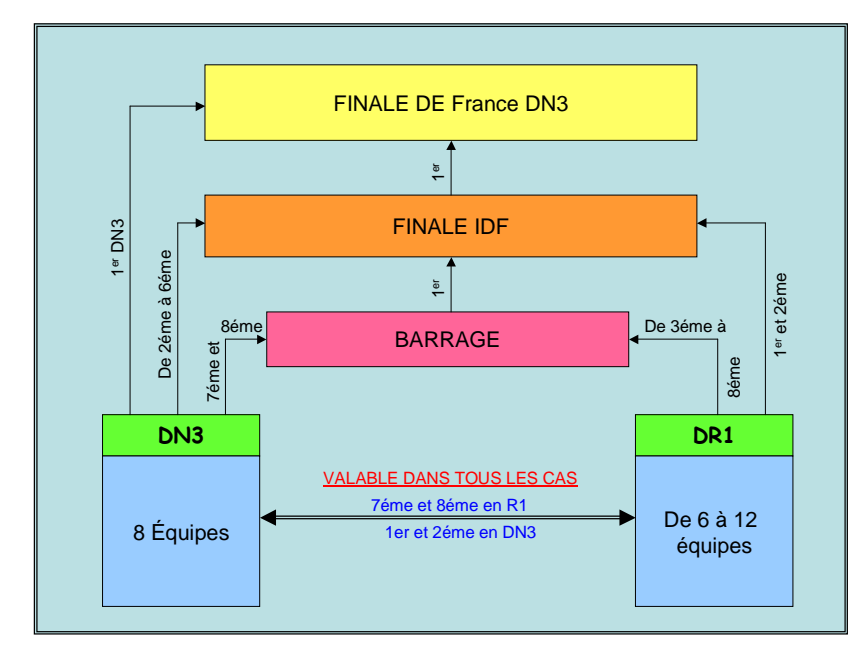 FINALE DE France DN3
1er
1er DN3
FINALE IDF
De 2éme à 6éme
1er et 2éme
1er
8éme
7éme et
BARRAGE
De 3éme à
8éme
DN3
DR1
VALABLE DANS TOUS LES CAS
7éme et 8éme en R1
1er et 2éme en DN3
8 Équipes
De 6 à 12
équipes